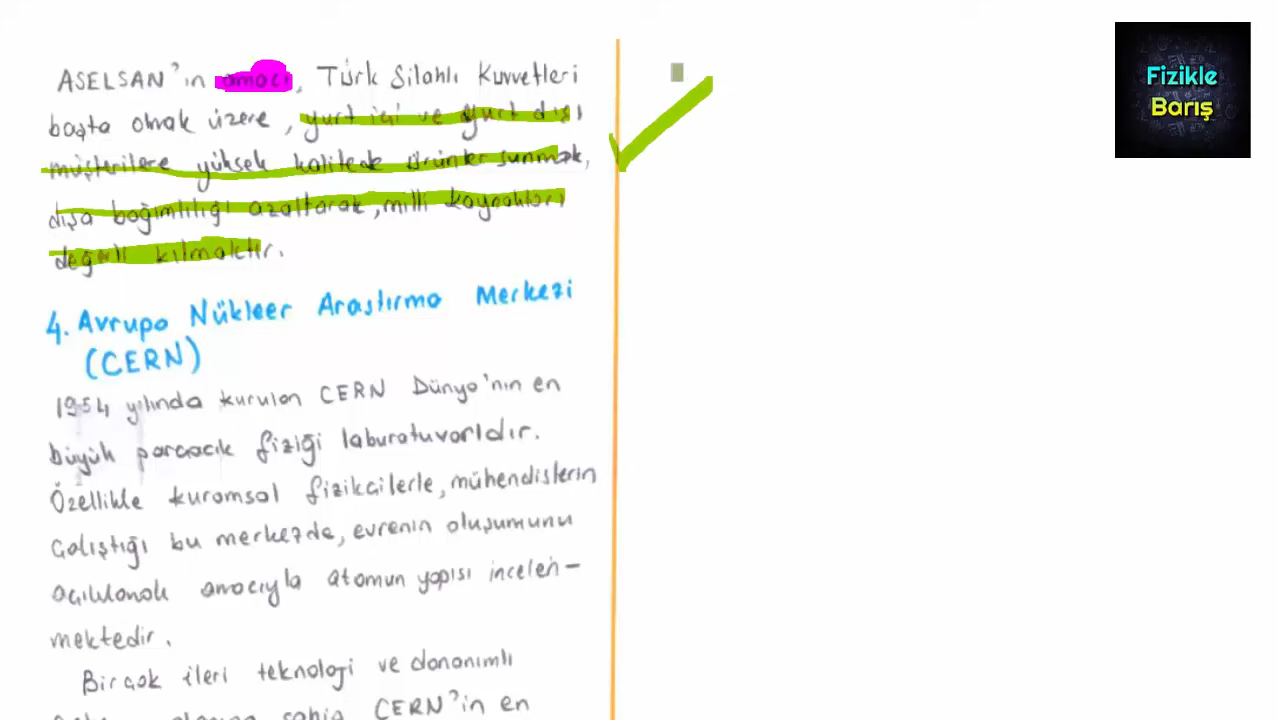 ASELSAN'ın amacı, Türk Silahlı Kuvvetleri
başta olmak üzere, yurt içi ve yurt dışı
müşterilere yüksek kalitede ürünler sunmak,
dışa bağımlılığı azaltarak, milli kaynakları
değerli kılmaktır.
4. Avrupa Nükleer Araştırma Merkezi
(CERN)
1954 yılında kurulan CERN Dünya'nın en
büyük parçacık fiziği laburatuvarıdır.
Özellikle kuramsal fizikçilerle, mühendislerin
çalıştığı bu merkezde, evrenin oluşumunu
açıklamak amacıyla atomun yapısı incelen-
mektedir.
Birçok ileri teknoloji ve donanımlı
sahip CERN'in en
Fizikle
Barış